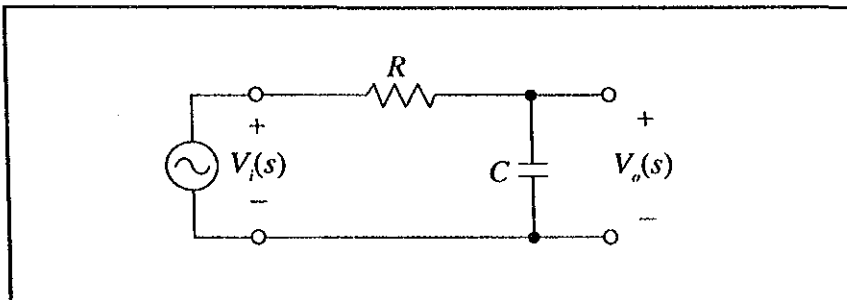 R
+ +
V_i(s) C V_o(s)
− −